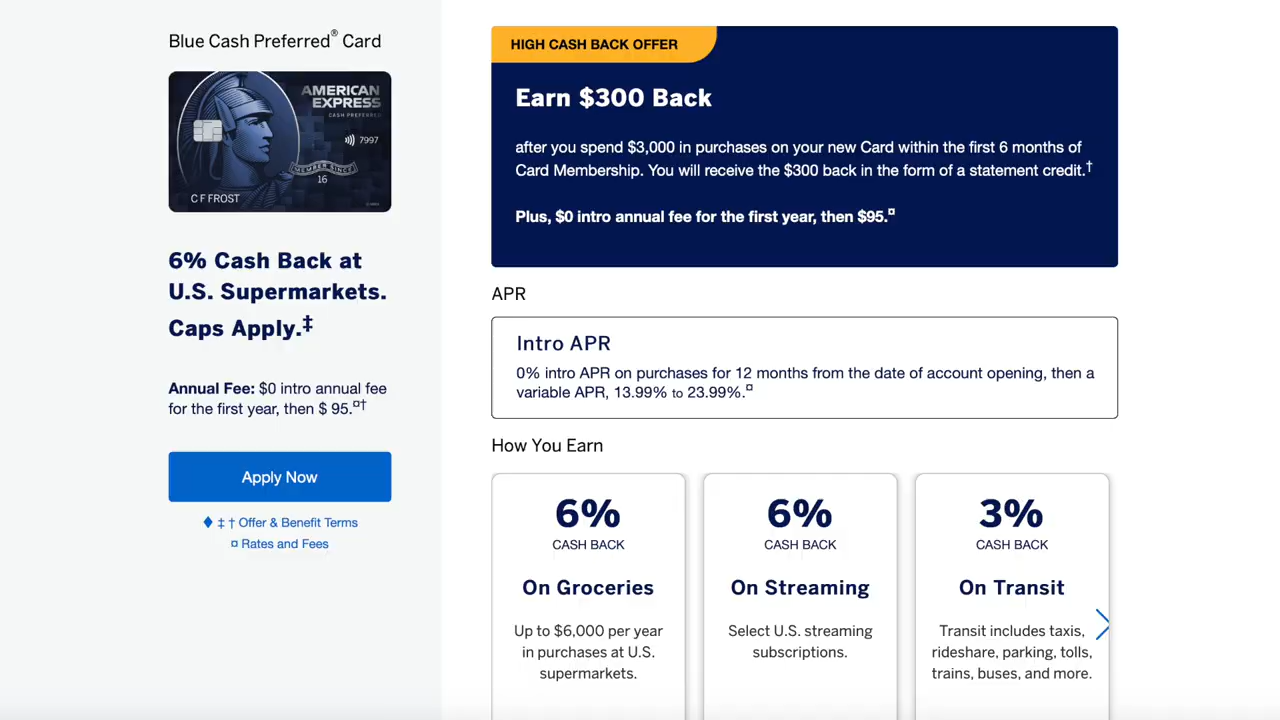 Blue Cash Preferred® Card
AMERICAN
EXPRESS
CASH PREFERRED
7997
MEMBER SINCE
16
C F FROST
6% Cash Back at
U.S. Supermarkets.
Caps Apply.‡
Annual Fee: $0 intro annual fee
for the first year, then $ 95.¤†
Apply Now
♦ ‡ † Offer & Benefit Terms
¤ Rates and Fees
HIGH CASH BACK OFFER
Earn $300 Back
after you spend $3,000 in purchases on your new Card within the first 6 months of
Card Membership. You will receive the $300 back in the form of a statement credit.†
Plus, $0 intro annual fee for the first year, then $95.¤
APR
Intro APR
0% intro APR on purchases for 12 months from the date of account opening, then a
variable APR, 13.99% to 23.99%.¤
How You Earn
6%
CASH BACK
On Groceries
Up to $6,000 per year
in purchases at U.S.
supermarkets.
6%
CASH BACK
On Streaming
Select U.S. streaming
subscriptions.
3%
CASH BACK
On Transit
Transit includes taxis,
rideshare, parking, tolls,
trains, buses, and more.